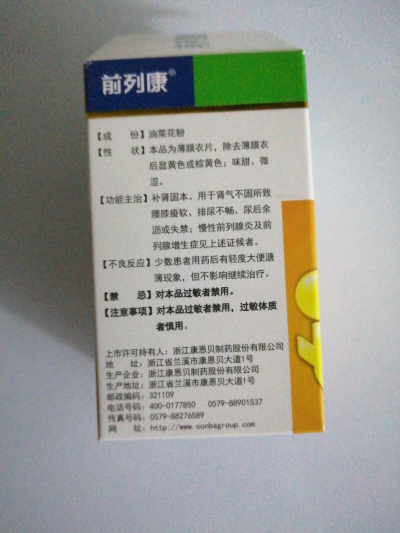 前列康®
【成 份】油菜花粉
【性 状】本品为薄膜衣片，除去薄膜衣
后显黄色或棕黄色；味甜、微
涩。
【功能主治】补肾固本。用于肾气不固所致
腰膝痠软、排尿不畅、尿后余
沥或失禁；慢性前列腺炎及前
列腺增生症见上述证候者。
【不良反应】少数患者用药后有轻度大便溏
薄现象，但不影响继续治疗。
【禁 忌】对本品过敏者禁用。
【注意事项】对本品过敏者禁用，过敏体质
者慎用。
上市许可持有人：浙江康恩贝制药股份有限公司
地 址：浙江省兰溪市康恩贝大道1号
生产企业：浙江康恩贝制药股份有限公司
生产地址：浙江省兰溪市康恩贝大道1号
邮政编码：321109
电话号码：400-0177850 0579-88901537
传真号码：0579-88276589
网 址：http://www.conbagroup.com